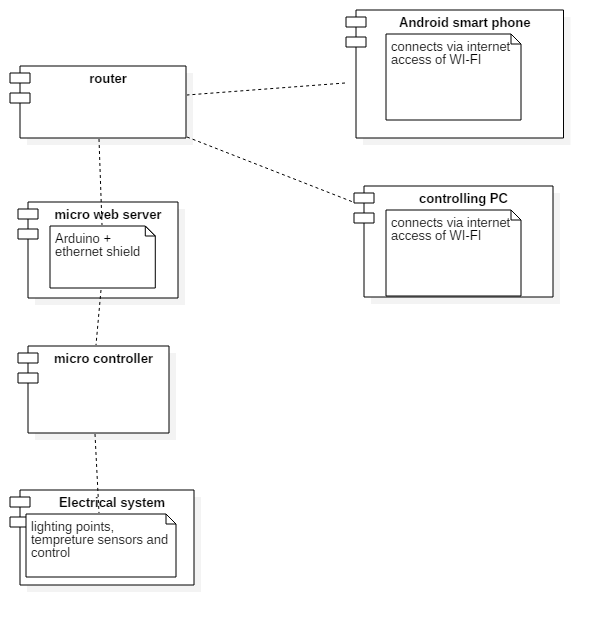 Android smart phone
connects via internet
access of WI-FI
router
controlling PC
connects via internet
access of WI-FI
micro web server
Arduino +
ethernet shield
micro controller
Electrical system
lighting points,
tempreture sensors and
control